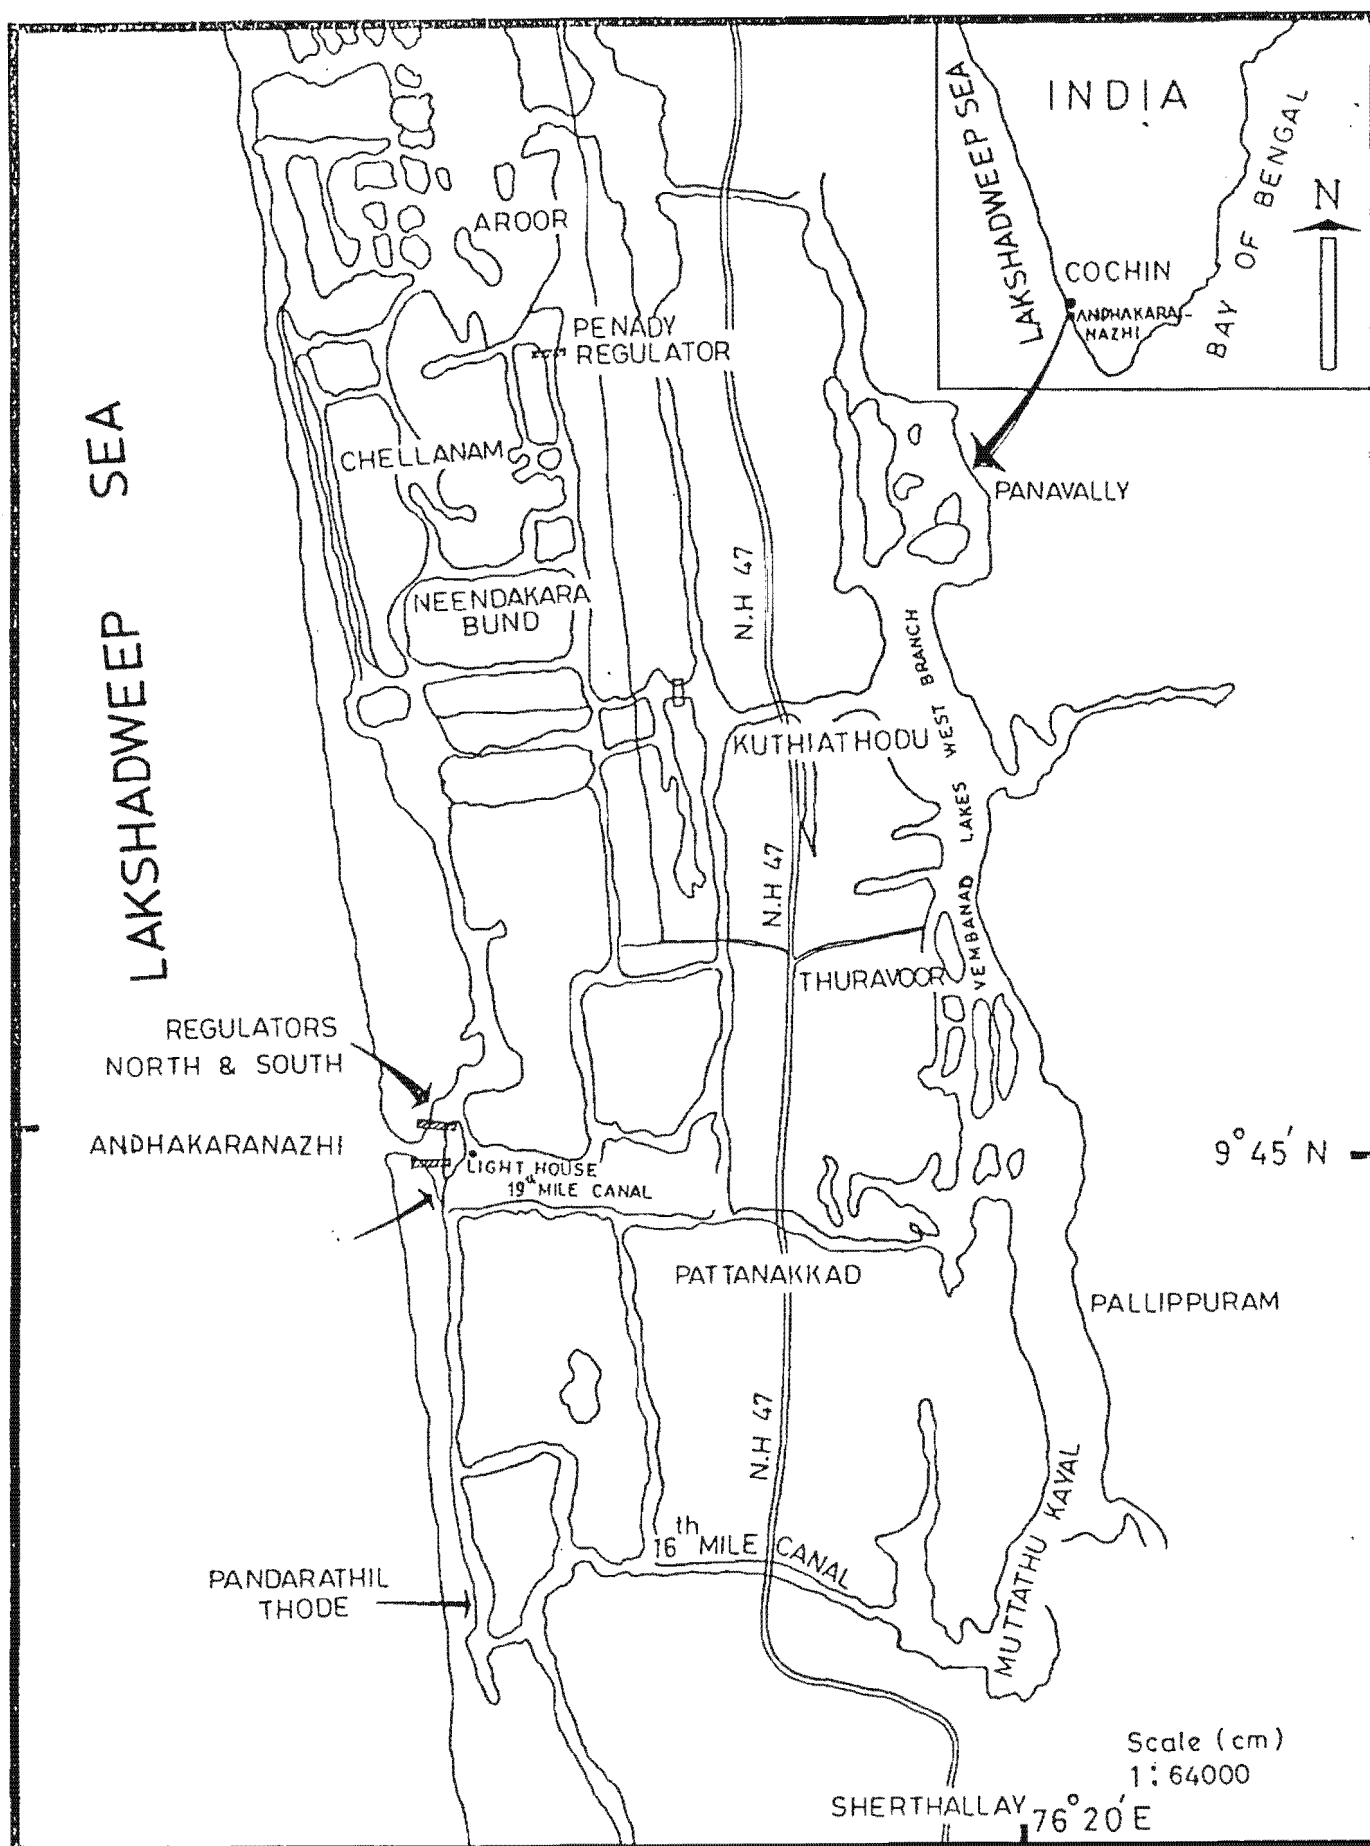 INDIA
LAKSHADWEEP SEA
BAY OF BENGAL
N
COCHIN
ANDHAKARA-
NAZHI
AROOR
PENADY
REGULATOR
LAKSHADWEEP SEA
CHELLANAM
PANAVALLY
N.H 47
NEENDAKARA
BUND
KUTHIATHODU
VEMBANAD LAKES WEST BRANCH
N.H 47
THURAVOOR
REGULATORS
NORTH & SOUTH
ANDHAKARANAZHI
9° 45' N
LIGHT HOUSE
19th MILE CANAL
PATTANAKKAD
PALLIPPURAM
N.H 47
16th MILE CANAL
MUTTATHU KAYAL
PANDARATHIL
THODE
Scale (cm)
1:64000
SHERTHALLAY
76° 20' E